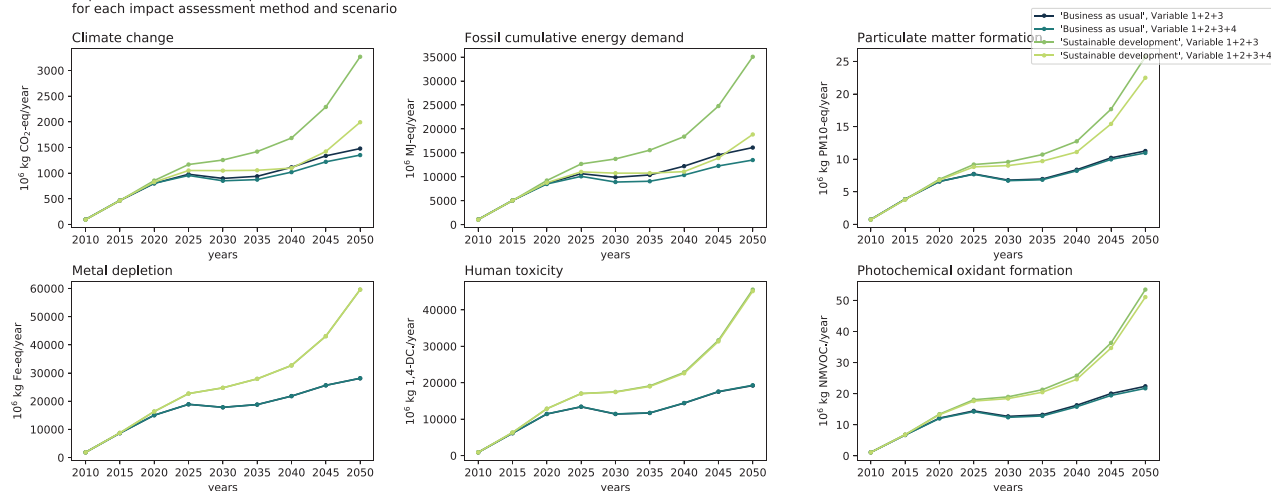 for each impact assessment method and scenario
'Business as usual', Variable 1+2+3
'Business as usual', Variable 1+2+3+4
'Sustainable development', Variable 1+2+3
'Sustainable development', Variable 1+2+3+4
Climate change
10⁶ kg CO₂-eq/year
3000
2500
2000
1500
1000
500
0
2010 2015 2020 2025 2030 2035 2040 2045 2050
years
Fossil cumulative energy demand
10⁶ MJ-eq/year
35000
30000
25000
20000
15000
10000
5000
0
2010 2015 2020 2025 2030 2035 2040 2045 2050
years
Particulate matter formation
10⁶ kg PM10-eq/year
25
20
15
10
5
0
2010 2015 2020 2025 2030 2035 2040 2045 2050
years
Metal depletion
10⁶ kg Fe-eq/year
60000
50000
40000
30000
20000
10000
0
2010 2015 2020 2025 2030 2035 2040 2045 2050
years
Human toxicity
10⁶ kg 1,4-DC./year
40000
30000
20000
10000
0
2010 2015 2020 2025 2030 2035 2040 2045 2050
years
Photochemical oxidant formation
10⁶ kg NMVOC./year
50
40
30
20
10
0
2010 2015 2020 2025 2030 2035 2040 2045 2050
years